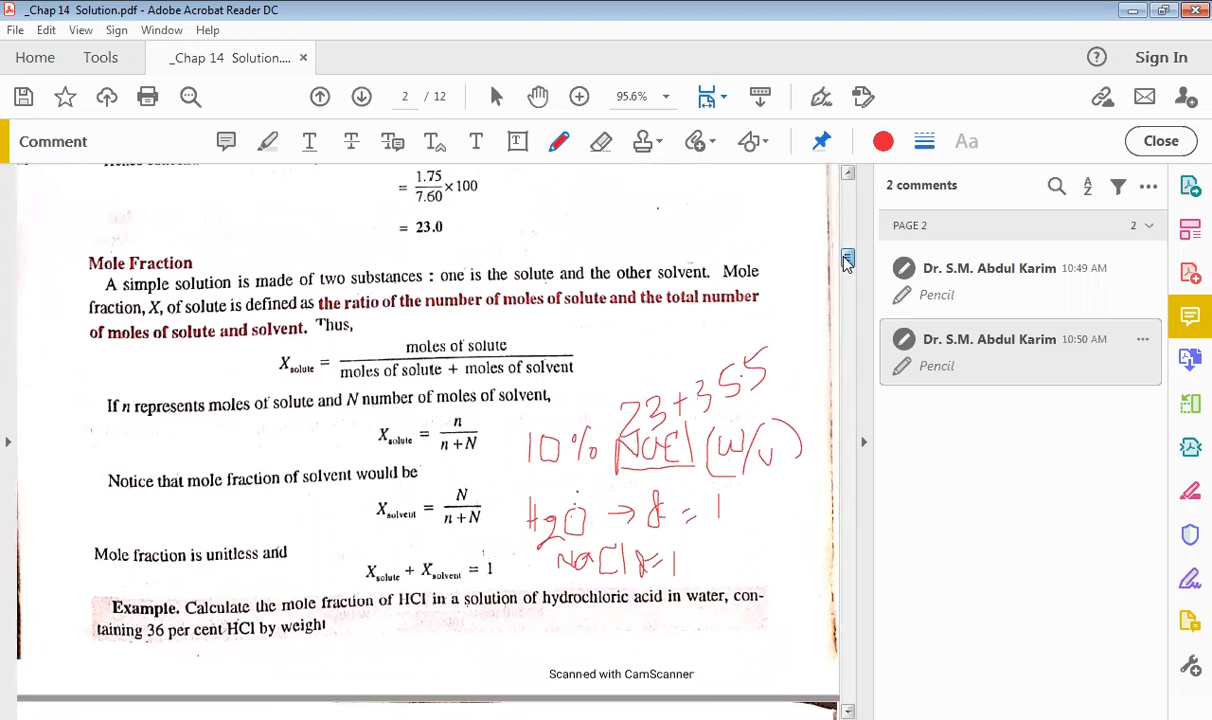 _Chap 14 Solution.pdf - Adobe Acrobat Reader DC
File Edit View Sign Window Help
Home Tools _Chap 14 Solution.... × Sign In
2 / 12 95.6%
Comment Aa Close
= 1.75/7.60 × 100
= 23.0
Mole Fraction
A simple solution is made of two substances : one is the solute and the other solvent. Mole
fraction, X, of solute is defined as the ratio of the number of moles of solute and the total number
of moles of solute and solvent. Thus,
X solute = moles of solute / moles of solute + moles of solvent
If n represents moles of solute and N number of moles of solvent,
23+35.5
X solute = n / n + N
10% NaCl (w/v)
Notice that mole fraction of solvent would be
X solvent = N / n + N
H2O → = 1
Mole fraction is unitless and
NaCl = 1
X solute + X solvent = 1
Example. Calculate the mole fraction of HCl in a solution of hydrochloric acid in water, con-
taining 36 per cent HCl by weight
Scanned with CamScanner
2 comments
PAGE 2 2
Dr. S.M. Abdul Karim 10:49 AM
Pencil
Dr. S.M. Abdul Karim 10:50 AM
Pencil